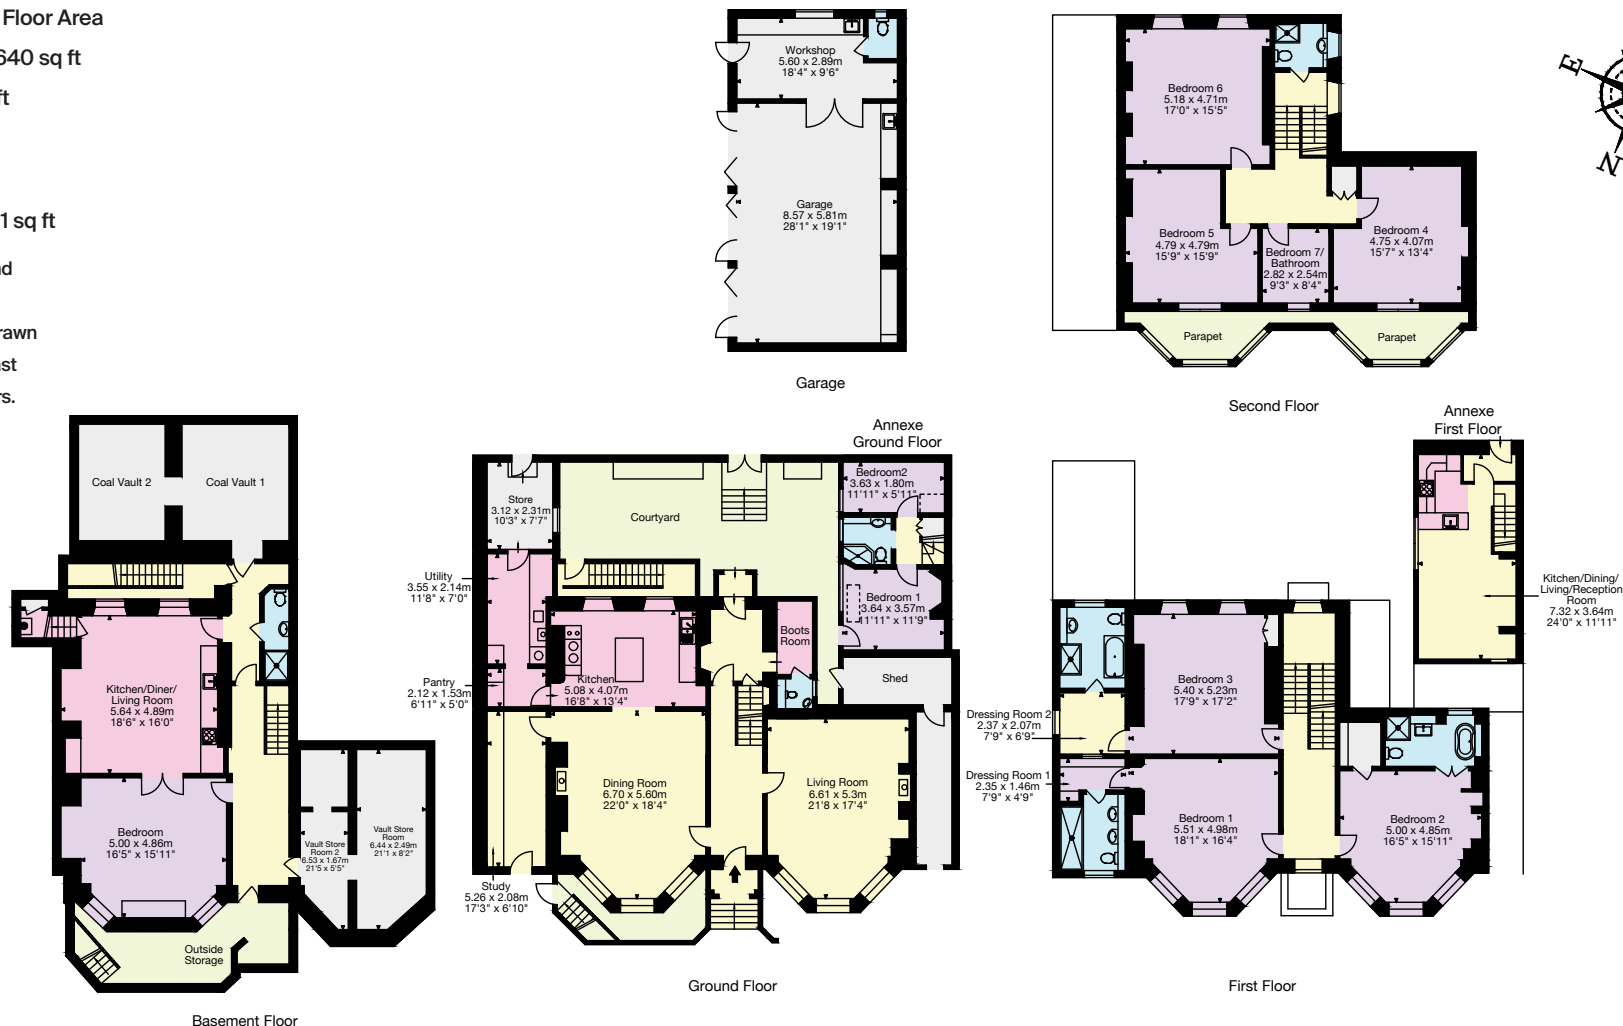 Floor Area
640 sq ft
ft
1 sq ft
nd
rawn
ast
rs.
Workshop
5.60 x 2.89m
18'4" x 9'6"
Garage
8.57 x 5.81m
28'1" x 19'1"
Garage
Bedroom 6
5.18 x 4.71m
17'0" x 15'5"
Bedroom 5
4.79 x 4.79m
15'9" x 15'9"
Bedroom 7/
Bathroom
2.82 x 2.54m
9'3" x 8'4"
Bedroom 4
4.75 x 4.07m
15'7" x 13'4"
Parapet
Parapet
Second Floor
E
N
Coal Vault 2
Coal Vault 1
Kitchen/Diner/
Living Room
5.64 x 4.89m
18'6" x 16'0"
Bedroom
5.00 x 4.86m
16'5" x 15'11"
Vault Store
Room 2
6.53 x 1.67m
21'5 x 5'5"
Vault Store
Room
6.44 x 2.49m
21'1 x 8'2"
Outside
Storage
Basement Floor
Annexe
Ground Floor
Store
3.12 x 2.31m
10'3" x 7'7"
Courtyard
Bedroom2
3.63 x 1.80m
11'11" x 5'11"
Utility
3.55 x 2.14m
11'8" x 7'0"
Bedroom 1
3.64 x 3.57m
11'11" x 11'9"
Boots
Room
Pantry
2.12 x 1.53m
6'11" x 5'0"
Kitchen
5.08 x 4.07m
16'8" x 13'4"
Shed
Dining Room
6.70 x 5.60m
22'0" x 18'4"
Living Room
6.61 x 5.3m
21'8 x 17'4"
Study
5.26 x 2.08m
17'3" x 6'10"
Ground Floor
Annexe
First Floor
Kitchen/Dining/
Living/Reception
Room
7.32 x 3.64m
24'0" x 11'11"
Bedroom 3
5.40 x 5.23m
17'9" x 17'2"
Dressing Room 2
2.37 x 2.07m
7'9" x 6'9"
Dressing Room 1
2.35 x 1.46m
7'9" x 4'9"
Bedroom 1
5.51 x 4.98m
18'1" x 16'4"
Bedroom 2
5.00 x 4.85m
16'5" x 15'11"
First Floor